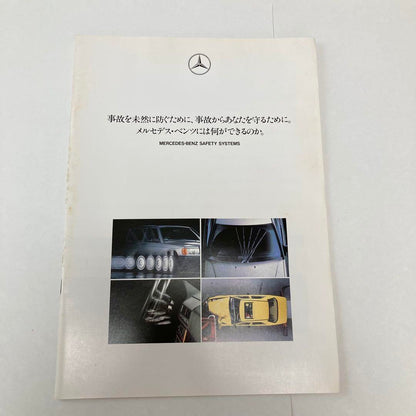 事故を未然に防ぐために、事故からあなたを守るために。
メルセデス・ベンツには何ができるのか。
MERCEDES-BENZ SAFETY SYSTEMS